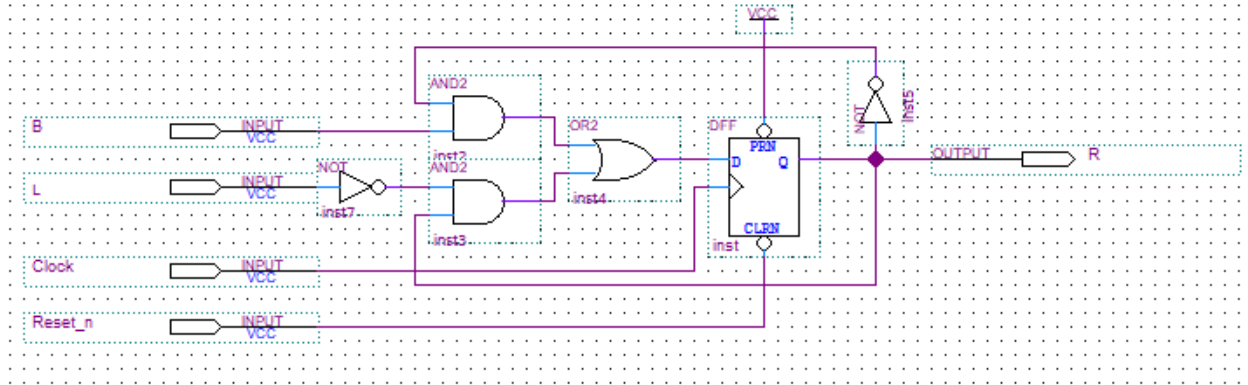 VCC
AND2
NOT
inst5
B
INPUT
VCC
OR2
DFF
PRN
D
Q
OUTPUT
R
inst2
AND2
NOT
L
INPUT
VCC
inst7
inst4
inst3
CLRN
inst
Clock
INPUT
VCC
Reset_n
INPUT
VCC